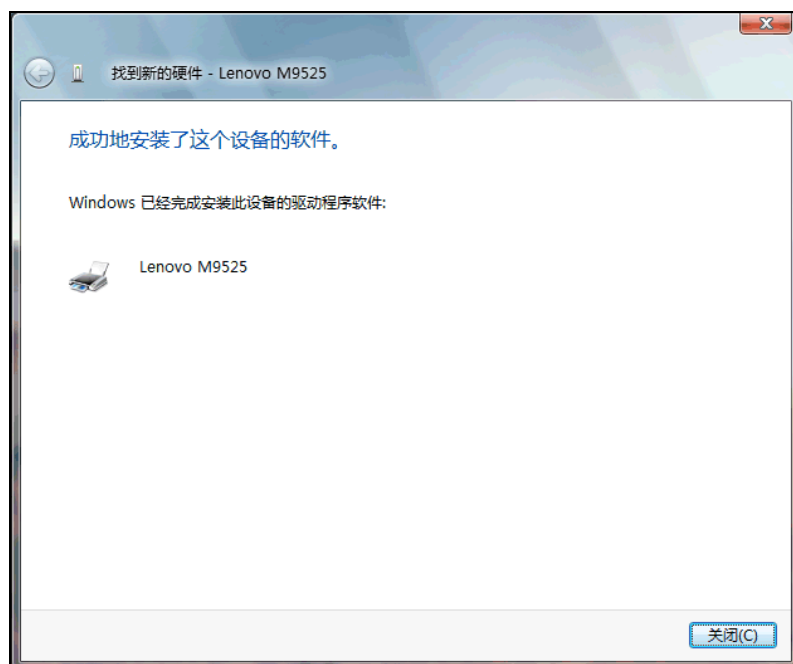 找到新的硬件 - Lenovo M9525
成功地安装了这个设备的软件。
Windows 已经完成安装此设备的驱动程序软件:
Lenovo M9525
关闭(C)